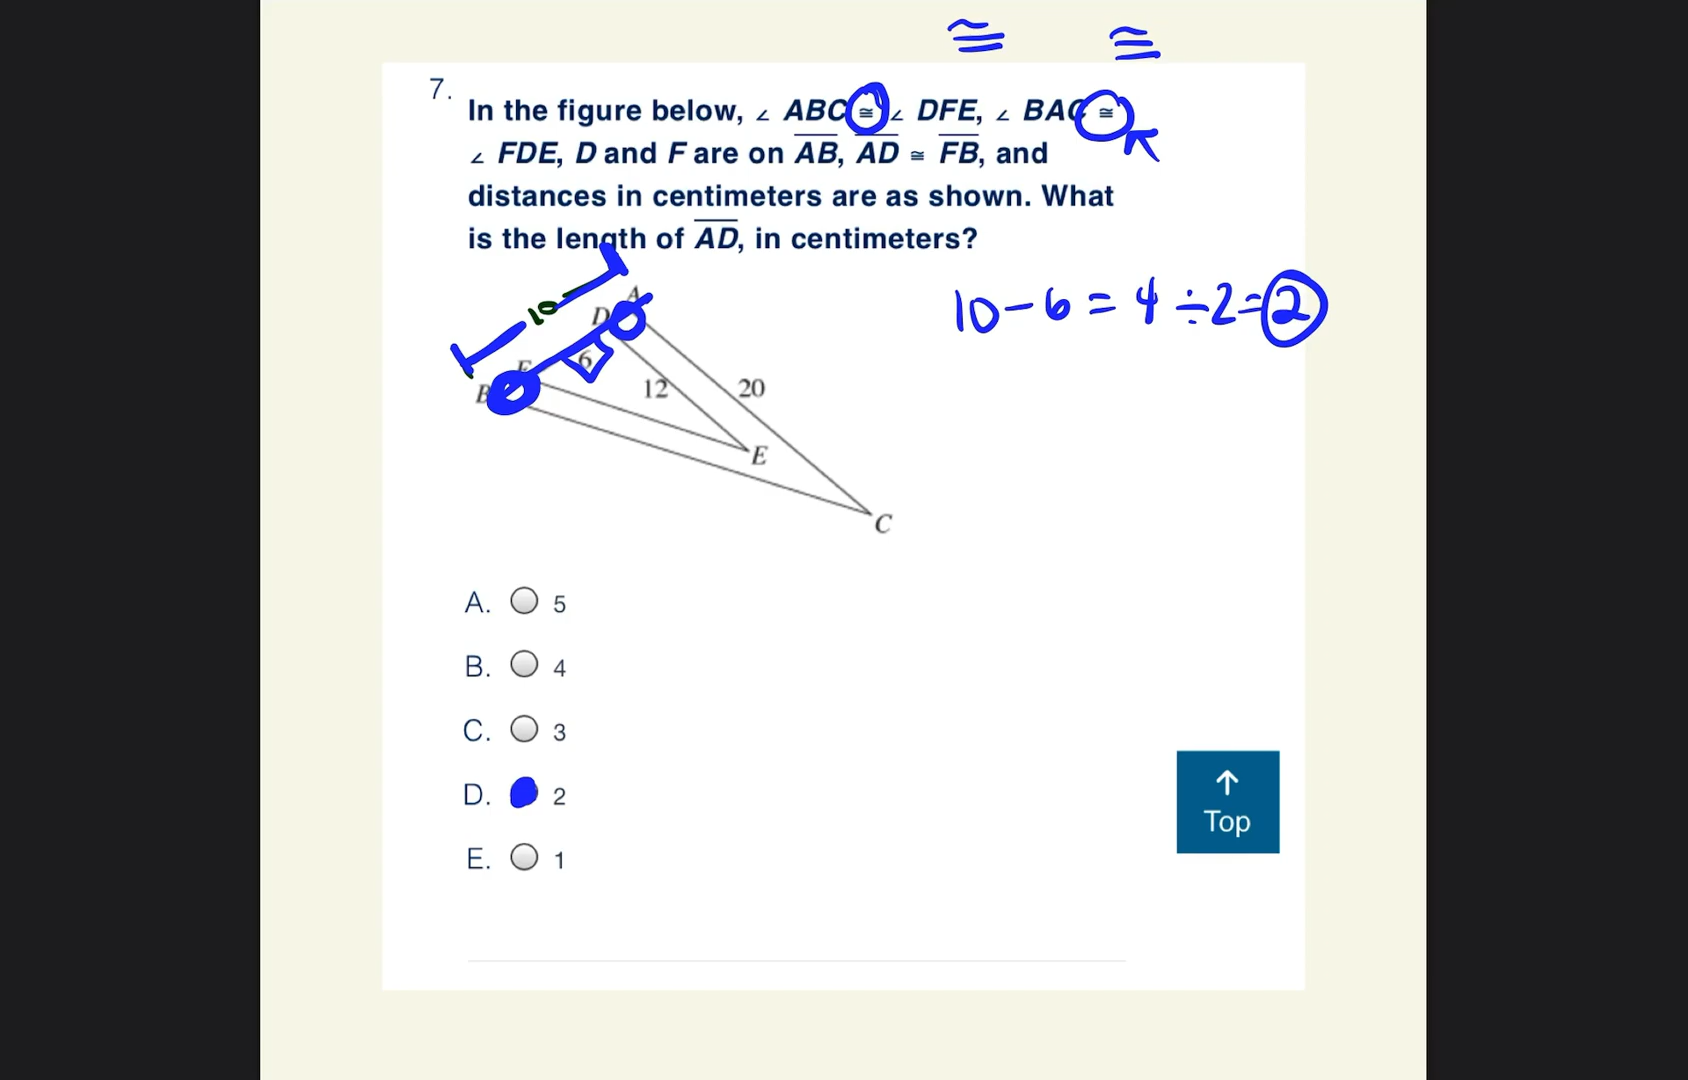 7.
In the figure below, ∠ ABC ≅ ∠ DFE, ∠ BAC ≅
∠ FDE, D and F are on AB, AD ≅ FB, and
distances in centimeters are as shown. What
is the length of AD, in centimeters?
≅ ≅
10 - 6 = 4 ÷ 2 = 2
A
10
D
F
6
B
12
20
E
C
A. 5
B. 4
C. 3
D. 2
E. 1
↑
Top